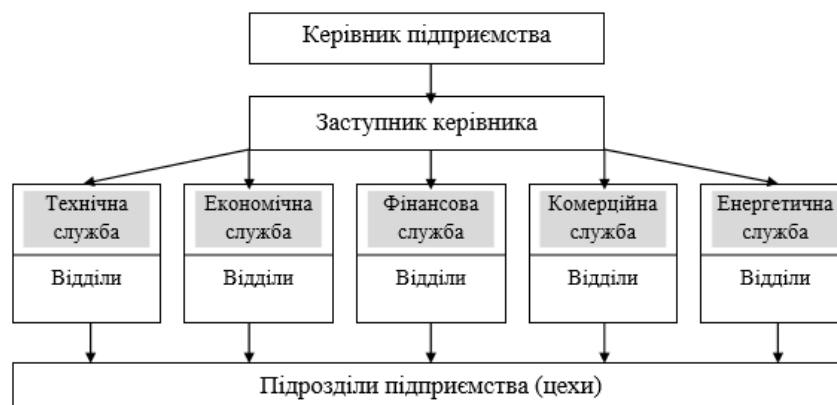 Керівник підприємства
Заступник керівника
Технічна
служба
Економічна
служба
Фінансова
служба
Комерційна
служба
Енергетична
служба
Відділи
Відділи
Відділи
Відділи
Відділи
Підрозділи підприємства (цехи)